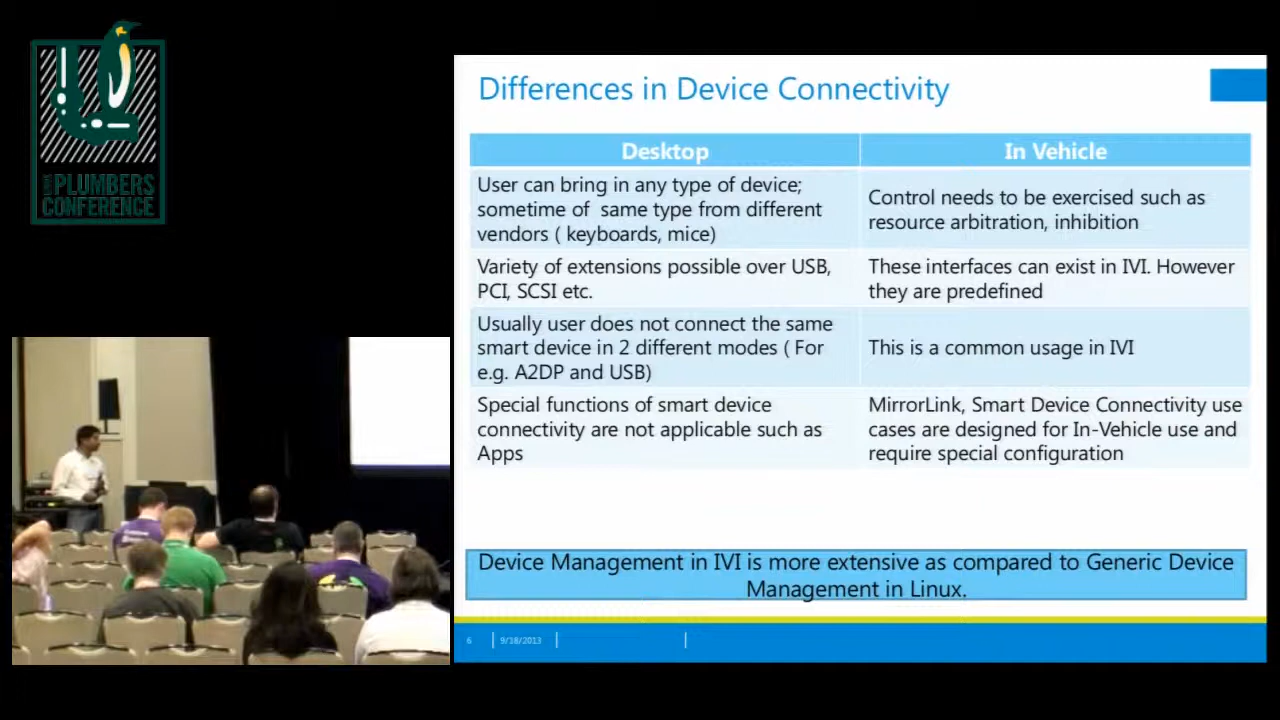 LINUX
PLUMBERS
CONFERENCE
Differences in Device Connectivity
Desktop
In Vehicle
User can bring in any type of device;
sometime of same type from different
vendors ( keyboards, mice)
Control needs to be exercised such as
resource arbitration, inhibition
Variety of extensions possible over USB,
PCI, SCSI etc.
These interfaces can exist in IVI. However
they are predefined
Usually user does not connect the same
smart device in 2 different modes ( For
e.g. A2DP and USB)
This is a common usage in IVI
Special functions of smart device
connectivity are not applicable such as
Apps
MirrorLink, Smart Device Connectivity use
cases are designed for In-Vehicle use and
require special configuration
Device Management in IVI is more extensive as compared to Generic Device
Management in Linux.
6
9/18/2013